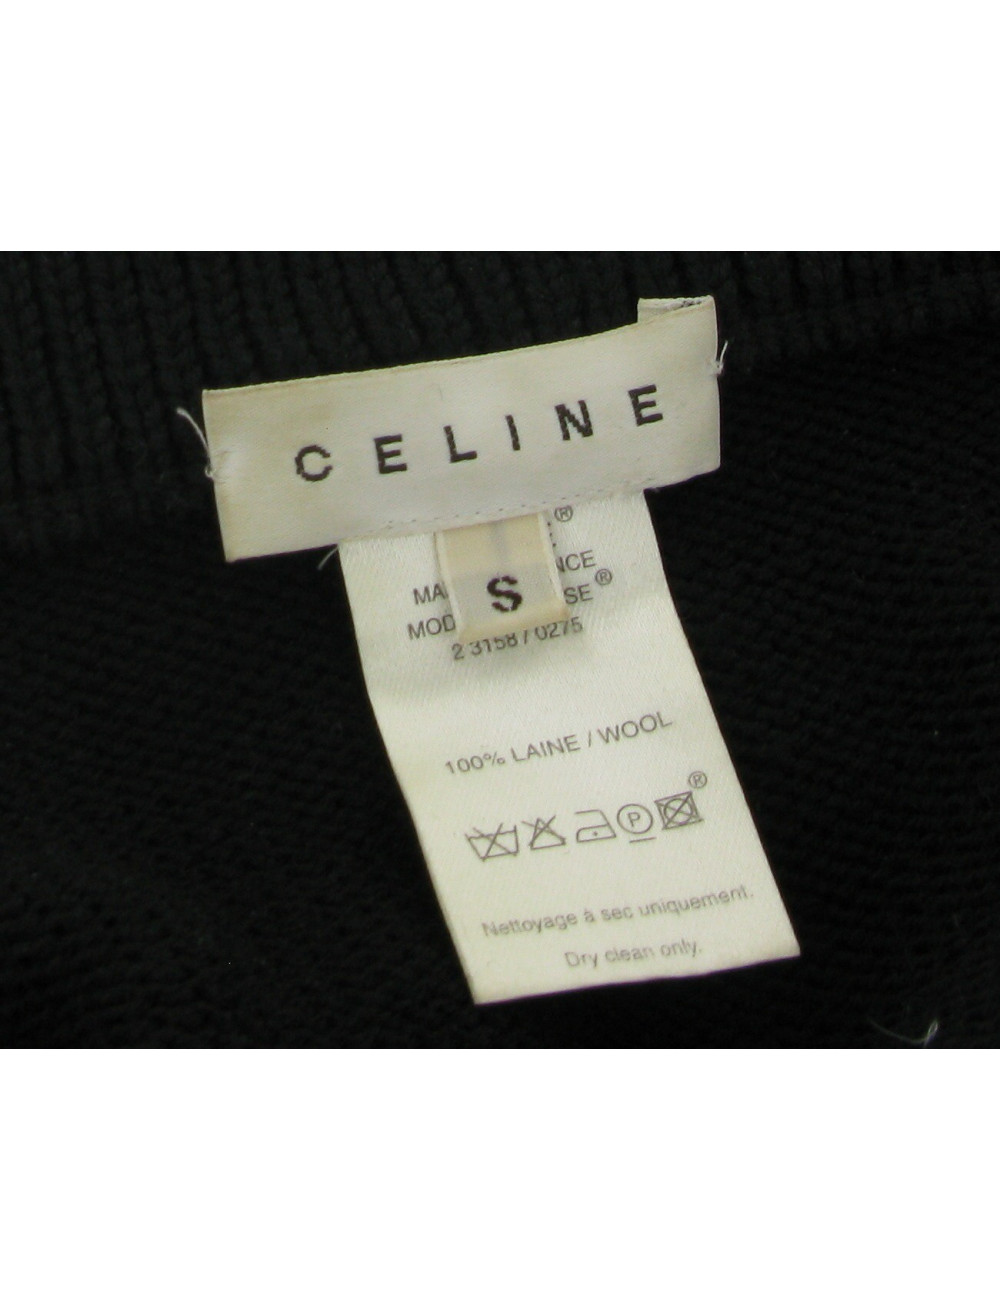 CELINE
S
®
2 3158 / 0275
100% LAINE / WOOL
®
P
Nettoyage à sec uniquement.
Dry clean only.